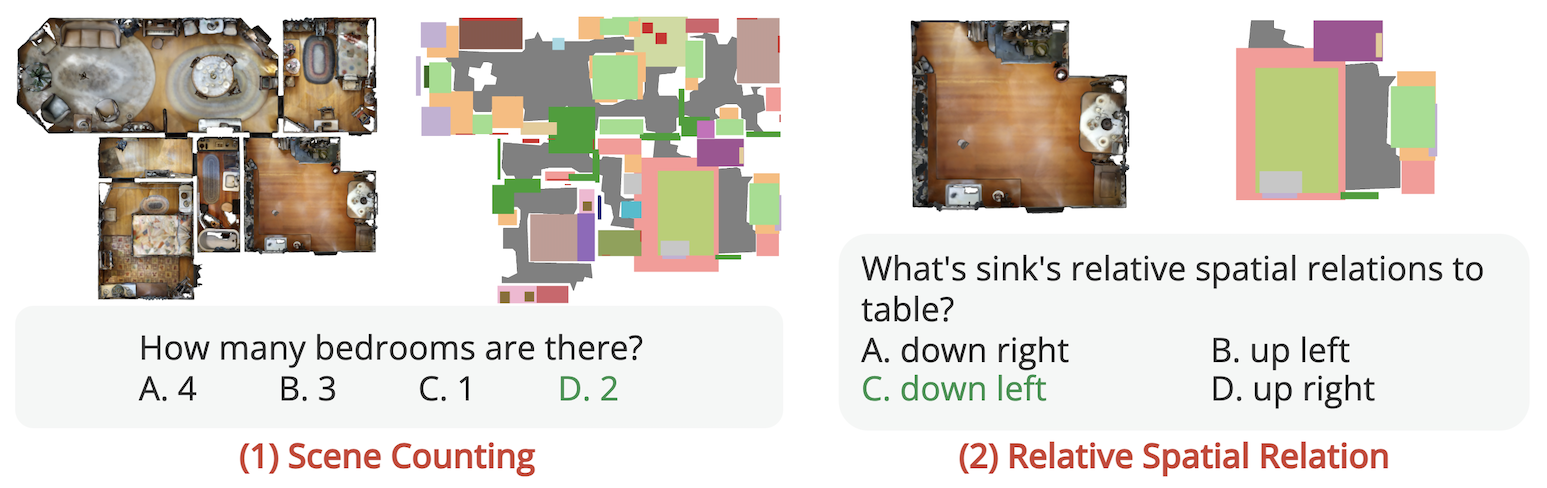 How many bedrooms are there?
A. 4 B. 3 C. 1 D. 2
(1) Scene Counting
What's sink's relative spatial relations to
table?
A. down right B. up left
C. down left D. up right
(2) Relative Spatial Relation